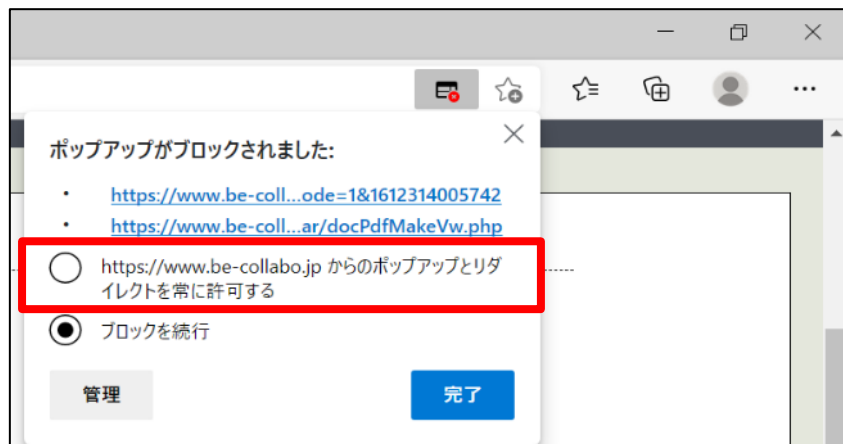 ポップアップがブロックされました:
・ https://www.be-coll...ode=1&1612314005742
・ https://www.be-coll...ar/docPdfMakeVw.php
https://www.be-collabo.jp からのポップアップとリダ
イレクトを常に許可する
ブロックを続行
管理
完了